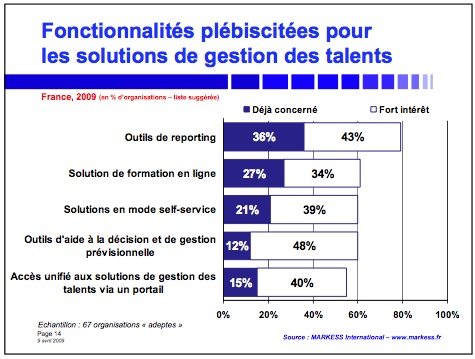 Fonctionnalités plébiscitées pour
les solutions de gestion des talents
France, 2009 (en % d'organisations – liste suggérée)
Déjà concerné Fort intérêt
Outils de reporting 36% 43%
Solution de formation en ligne 27% 34%
Solutions en mode self-service 21% 39%
Outils d'aide à la décision et de gestion
prévisionnelle 12% 48%
Accès unifié aux solutions de gestion des
talents via un portail 15% 40%
0% 20% 40% 60% 80% 100%
Echantillon : 67 organisations « adeptes »
Page 14
9 avril 2009
Source : MARKESS International – www.markess.fr